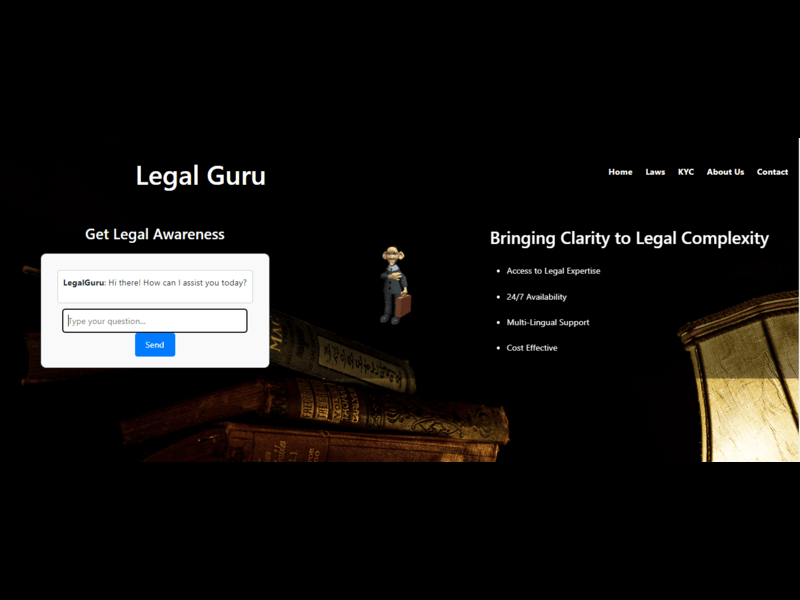 Legal Guru
Home Laws KYC About Us Contact
Get Legal Awareness
LegalGuru: Hi there! How can I assist you today?
Type your question...
Send
Bringing Clarity to Legal Complexity
Access to Legal Expertise
24/7 Availability
Multi-Lingual Support
Cost Effective